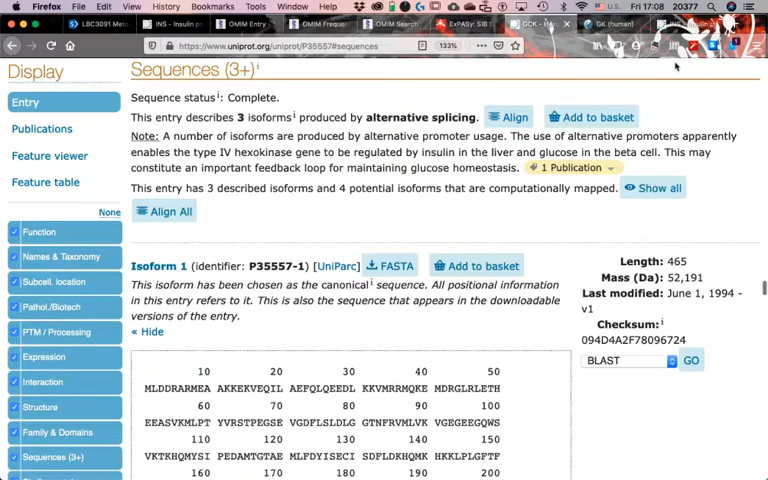 Firefox File Edit View History Bookmarks Tools Window Help Fri 17:08 20377
LBC3091 Met INS - Insulin p OMIM Entry OMIM Frequen OMIM Search ExPASy: SIB GCK - GK (human) INS - Insulin
https://www.uniprot.org/uniprot/P35557#sequences 133%
Display
Entry
Publications
Feature viewer
Feature table
None
Function
Names & Taxonomy
Subcell. location
Pathol./Biotech
PTM / Processing
Expression
Interaction
Structure
Family & Domains
Sequences (3+)
Sequences (3+) i
Sequence status i: Complete.
This entry describes 3 isoforms i produced by alternative splicing. Align Add to basket
Note: A number of isoforms are produced by alternative promoter usage. The use of alternative promoters apparently
enables the type IV hexokinase gene to be regulated by insulin in the liver and glucose in the beta cell. This may
constitute an important feedback loop for maintaining glucose homeostasis. 1 Publication
This entry has 3 described isoforms and 4 potential isoforms that are computationally mapped. Show all
Align All
Isoform 1 (identifier: P35557-1) [UniParc] FASTA Add to basket
This isoform has been chosen as the canonical i sequence. All positional information
in this entry refers to it. This is also the sequence that appears in the downloadable
versions of the entry.
« Hide
Length: 465
Mass (Da): 52,191
Last modified: June 1, 1994 -
v1
Checksum: i
094D4A2F78096724
BLAST GO
10 20 30 40 50
MLDDRARMEA AKKEKVEQIL AEFQLQEEDL KKVMRRMQKE MDRGLRLETH
60 70 80 90 100
EEASVKMLPT YVRSTPEGSE VGDFLSLDLG GTNFRVMLVK VGEGEEGQWS
110 120 130 140 150
VKTKHQMYSI PEDAMTGTAE MLFDYISECI SDFLDKHQMK HKKLPLGFTF
160 170 180 190 200